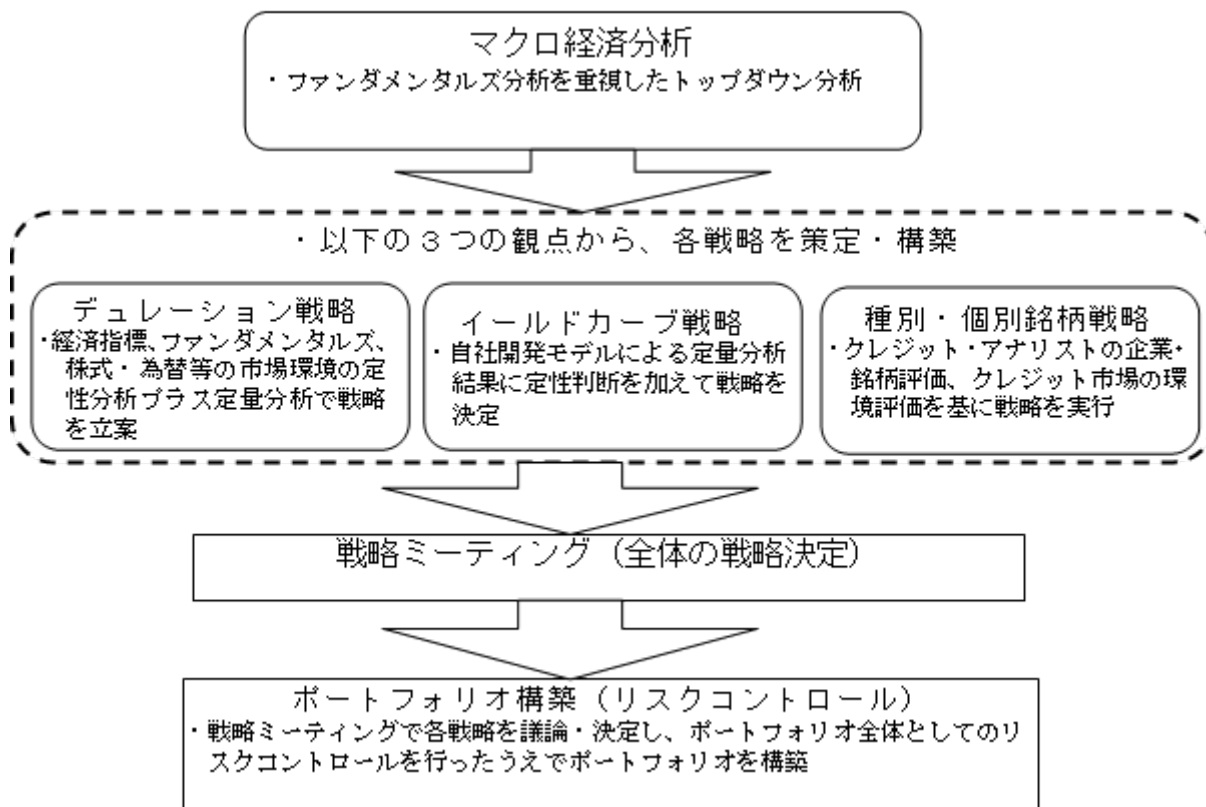 マクロ経済分析
・ファンダメンタルズ分析を重視したトップダウン分析
・以下の３つの観点から、各戦略を策定・構築
デュレーション戦略
・経済指標、ファンダメンタルズ、
株式・為替等の市場環境の定
性分析プラス定量分析で戦略
を立案
イールドカーブ戦略
・自社開発モデルによる定量分析
結果に定性判断を加えて戦略を
決定
種別・個別銘柄戦略
・クレジット・アナリストの企業・
銘柄評価、クレジット市場の環
境評価を基に戦略を実行
戦略ミーティング（全体の戦略決定）
ポートフォリオ構築（リスクコントロール）
・戦略ミーティングで各戦略を議論・決定し、ポートフォリオ全体としてのリ
スクコントロールを行ったうえでポートフォリオを構築